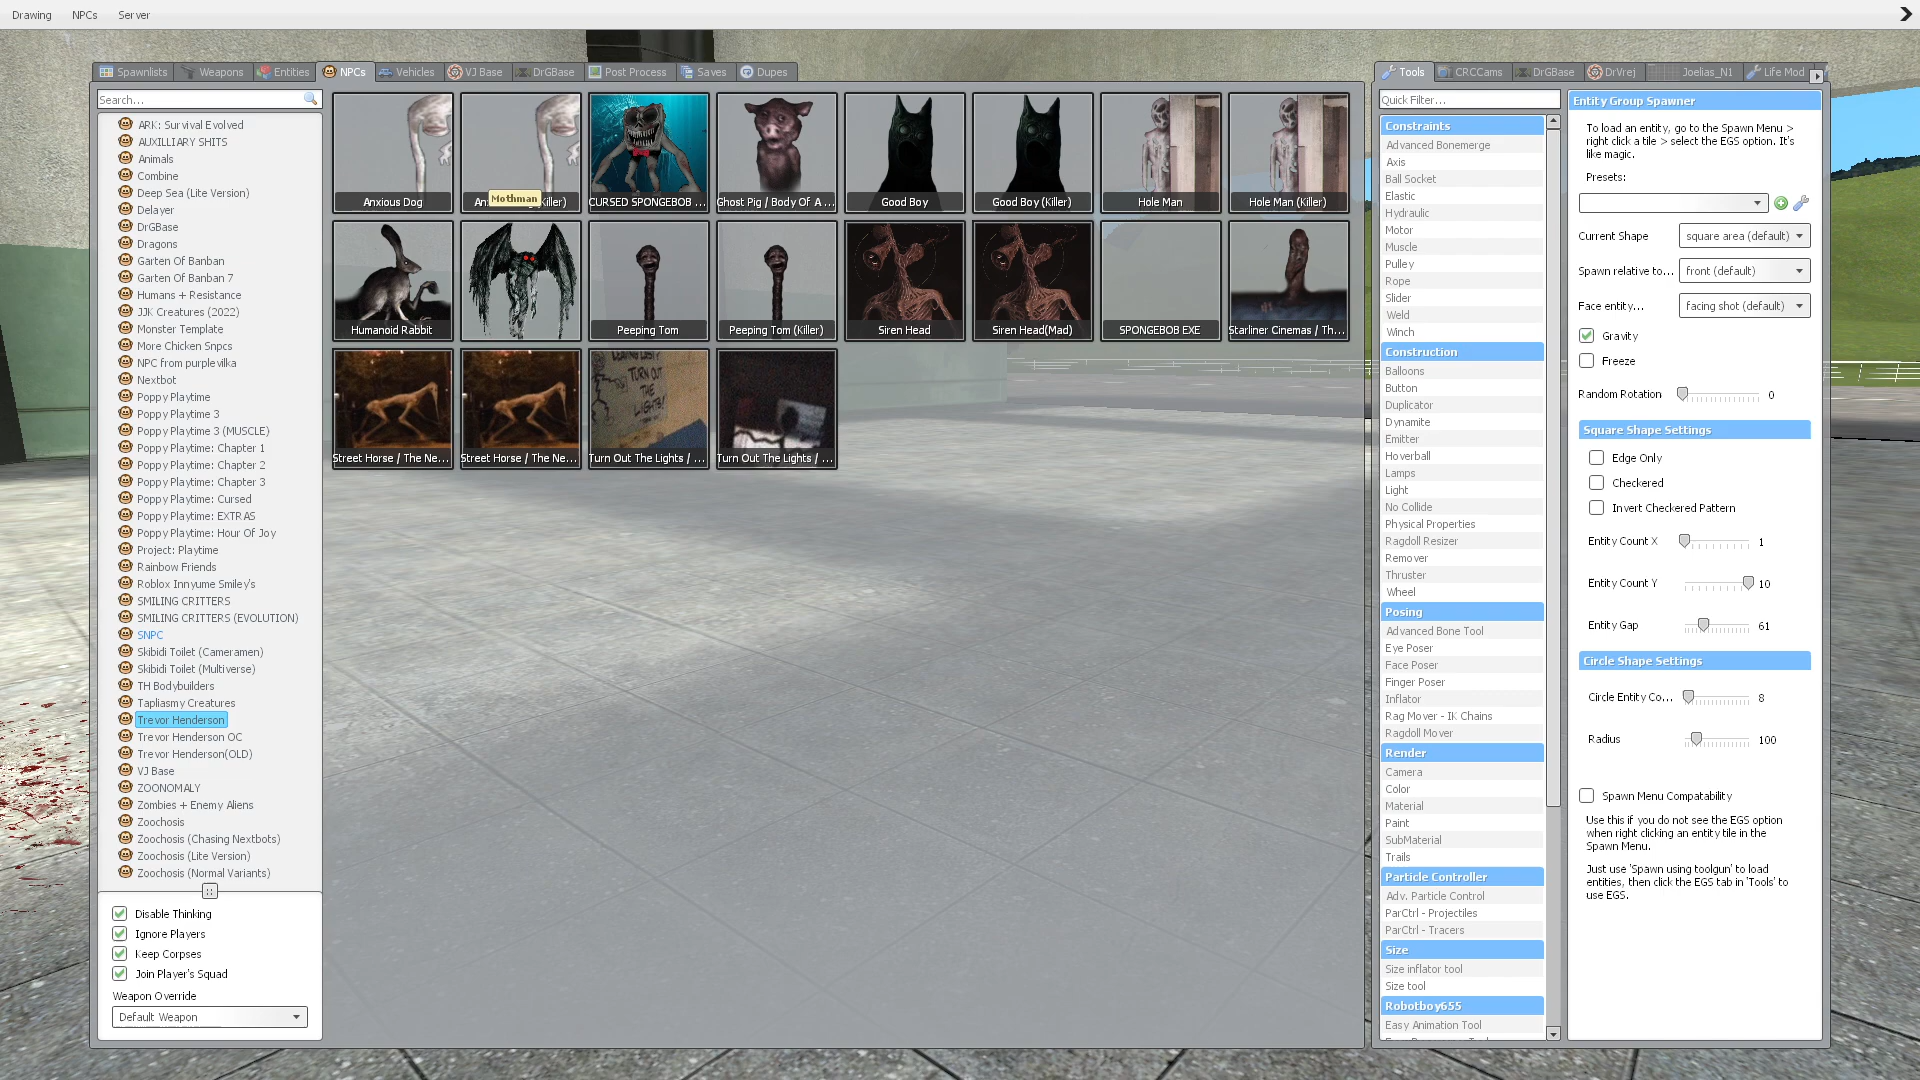 Drawing NPCs Server
Spawnlists Weapons Entities NPCs Vehicles VJ Base DrGBase Post Process Saves Dupes
Search...
ARK: Survival Evolved
AUXILLIARY SHITS
Animals
Combine
Deep Sea (Lite Version)
Delayer
DrGBase
Dragons
Garten Of Banban
Garten Of Banban 7
Humans + Resistance
JJK Creatures (2022)
Monster Template
More Chicken Snpcs
NPC from purplevilka
Nextbot
Poppy Playtime
Poppy Playtime 3
Poppy Playtime 3 (MUSCLE)
Poppy Playtime: Chapter 1
Poppy Playtime: Chapter 2
Poppy Playtime: Chapter 3
Poppy Playtime: Cursed
Poppy Playtime: EXTRAS
Poppy Playtime: Hour Of Joy
Project: Playtime
Rainbow Friends
Roblox Innyume Smiley's
SMILING CRITTERS
SMILING CRITTERS (EVOLUTION)
SNPC
Skibidi Toilet (Cameramen)
Skibidi Toilet (Multiverse)
TH Bodybuilders
Tapliasmy Creatures
Trevor Henderson
Trevor Henderson OC
Trevor Henderson(OLD)
VJ Base
ZOONOMALY
Zombies + Enemy Aliens
Zoochosis
Zoochosis (Chasing Nextbots)
Zoochosis (Lite Version)
Zoochosis (Normal Variants)
Disable Thinking
Ignore Players
Keep Corpses
Join Player's Squad
Weapon Override
Default Weapon
Mothman
Anxious Dog
CURSED SPONGEBOB ...
Ghost Pig / Body Of A...
Good Boy
Good Boy (Killer)
Hole Man
Hole Man (Killer)
Humanoid Rabbit
Peeping Tom
Peeping Tom (Killer)
Siren Head
Siren Head(Mad)
SPONGEBOB EXE
Starliner Cinemas / Th...
TURN OUT
THE
LIGHTS!
Street Horse / The Ne...
Street Horse / The Ne...
Turn Out The Lights / ...
Turn Out The Lights / ...
Tools CRCCams DrGBase DrVrej Joelias_N1 Life Mod
Quick Filter...
Constraints
Advanced Bonemerge
Axis
Ball Socket
Elastic
Hydraulic
Motor
Muscle
Pulley
Rope
Slider
Weld
Winch
Construction
Balloons
Button
Duplicator
Dynamite
Emitter
Hoverball
Lamps
Light
No Collide
Physical Properties
Ragdoll Resizer
Remover
Thruster
Wheel
Posing
Advanced Bone Tool
Eye Poser
Face Poser
Finger Poser
Inflator
Rag Mover - IK Chains
Ragdoll Mover
Render
Camera
Color
Material
Paint
SubMaterial
Trails
Particle Controller
Adv. Particle Control
ParCtrl - Projectiles
ParCtrl - Tracers
Size
Size inflator tool
Size tool
Robotboy655
Easy Animation Tool
Entity Group Spawner
To load an entity, go to the Spawn Menu >
right click a tile > select the EGS option. It's
like magic.
Presets:
Current Shape square area (default)
Spawn relative to... front (default)
Face entity... facing shot (default)
Gravity
Freeze
Random Rotation 0
Square Shape Settings
Edge Only
Checkered
Invert Checkered Pattern
Entity Count X 1
Entity Count Y 10
Entity Gap 61
Circle Shape Settings
Circle Entity Co... 8
Radius 100
Spawn Menu Compatability
Use this if you do not see the EGS option
when right clicking an entity tile in the
Spawn Menu.
Just use 'Spawn using toolgun' to load
entities, then click the EGS tab in 'Tools' to
use EGS.